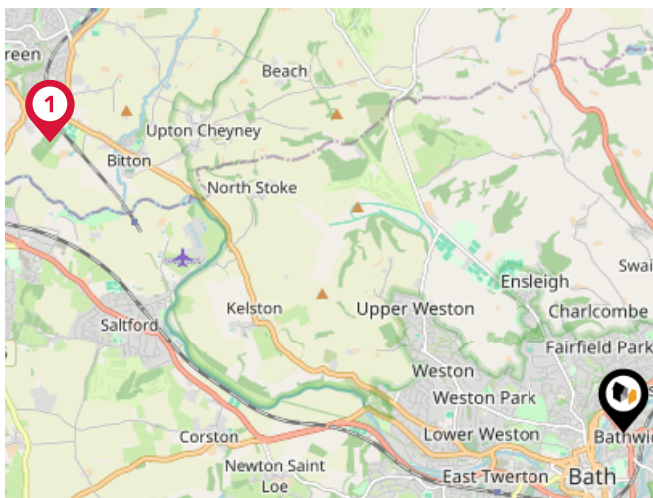 reen
Beach
1
Upton Cheyney
Bitton
North Stoke
Swai
Ensleigh
Kelston
Upper Weston
Charlcombe
Saltford
Fairfield Park
Weston
Weston Park
Bathwic
Corston
Lower Weston
Newton Saint
Loe
East Twerton
Bath